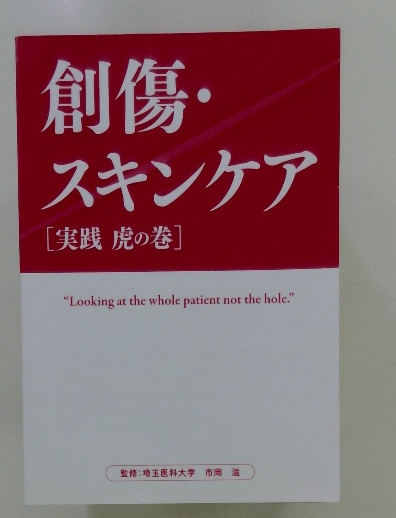 創傷・
スキンケア
［実践 虎の巻］
“Looking at the whole patient not the hole.”
監修：埼玉医科大学 市岡 滋